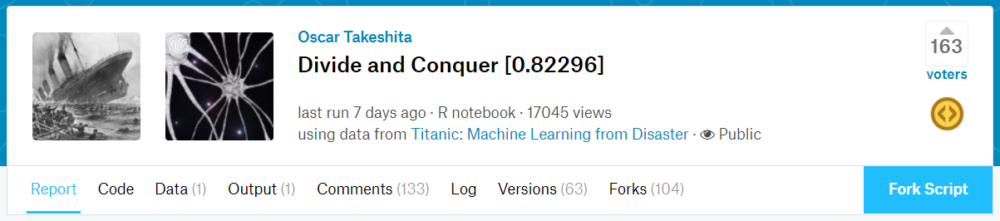 Oscar Takeshita
Divide and Conquer [0.82296]
last run 7 days ago · R notebook · 17045 views
using data from Titanic: Machine Learning from Disaster · Public
163
voters
Report Code Data (1) Output (1) Comments (133) Log Versions (63) Forks (104) Fork Script